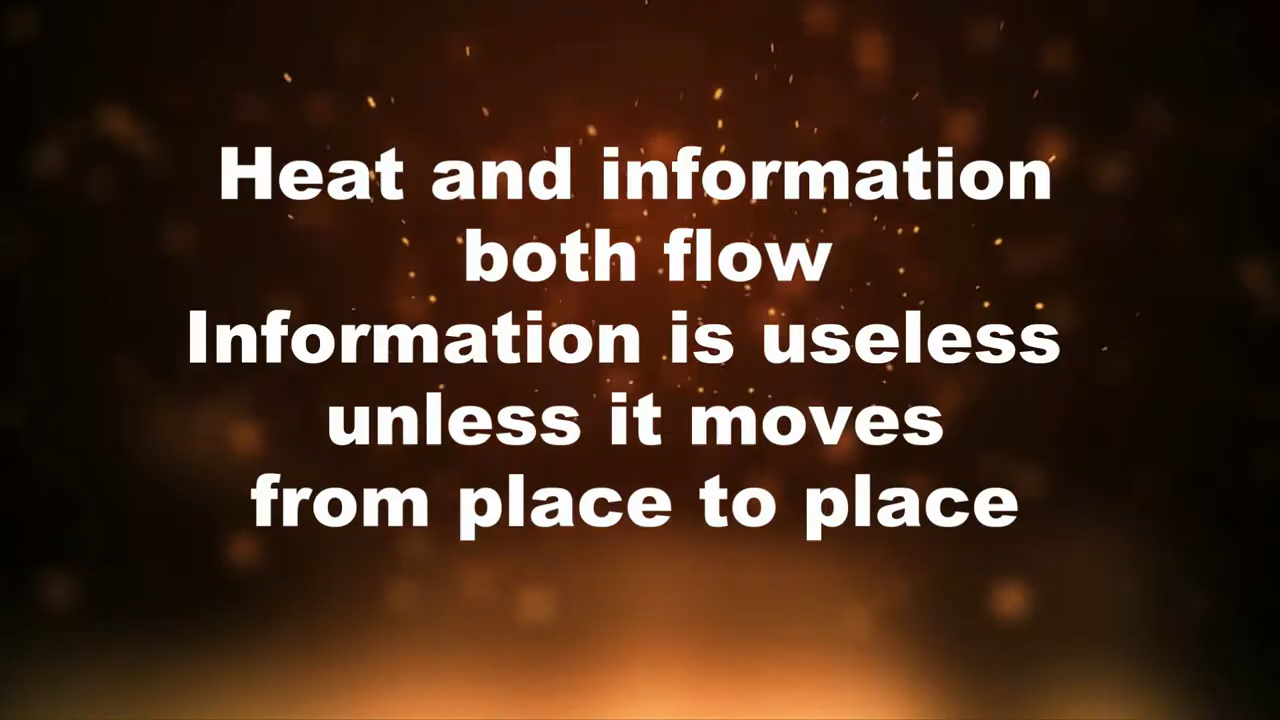 Heat and information
both flow
Information is useless
unless it moves
from place to place